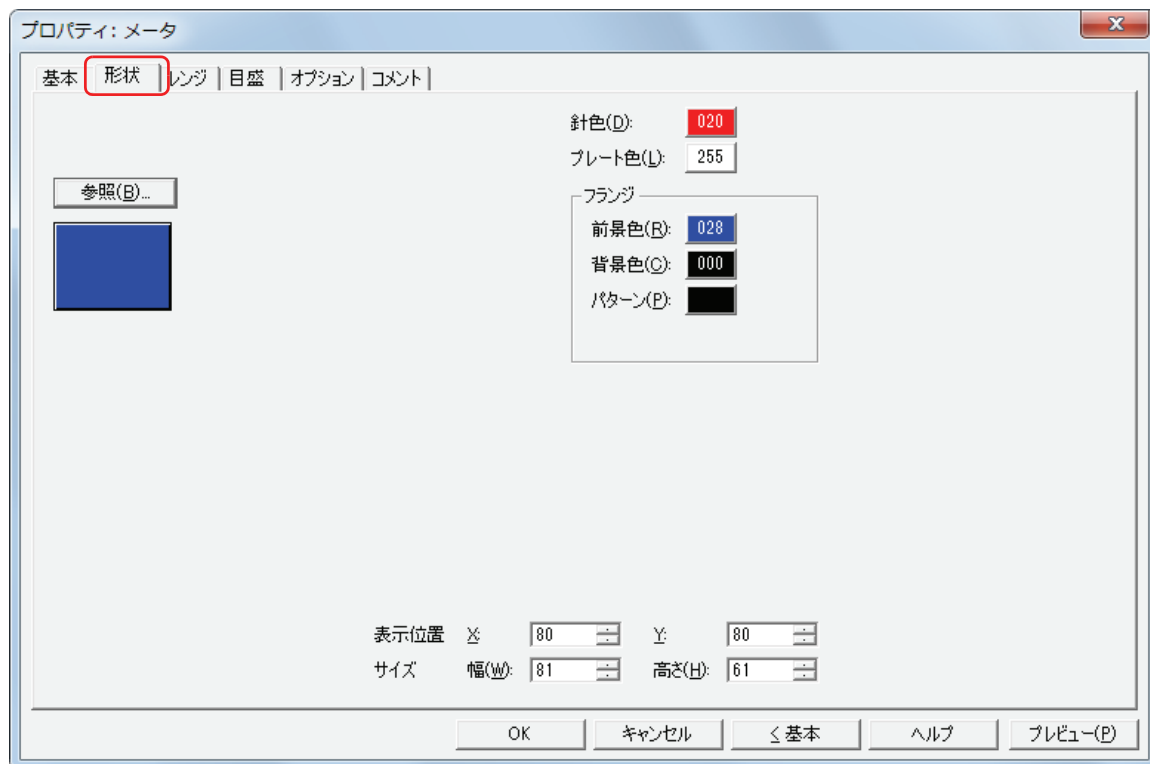 プロパティ: メータ
基本 形状 レンジ 目盛 オプション コメント
針色(D): 020
プレート色(L): 255
参照(B)...
フランジ
前景色(R): 028
背景色(C): 000
パターン(P):
表示位置 X: 80 Y: 80
サイズ 幅(W): 81 高さ(H): 61
OK キャンセル < 基本 ヘルプ プレビュー(P)